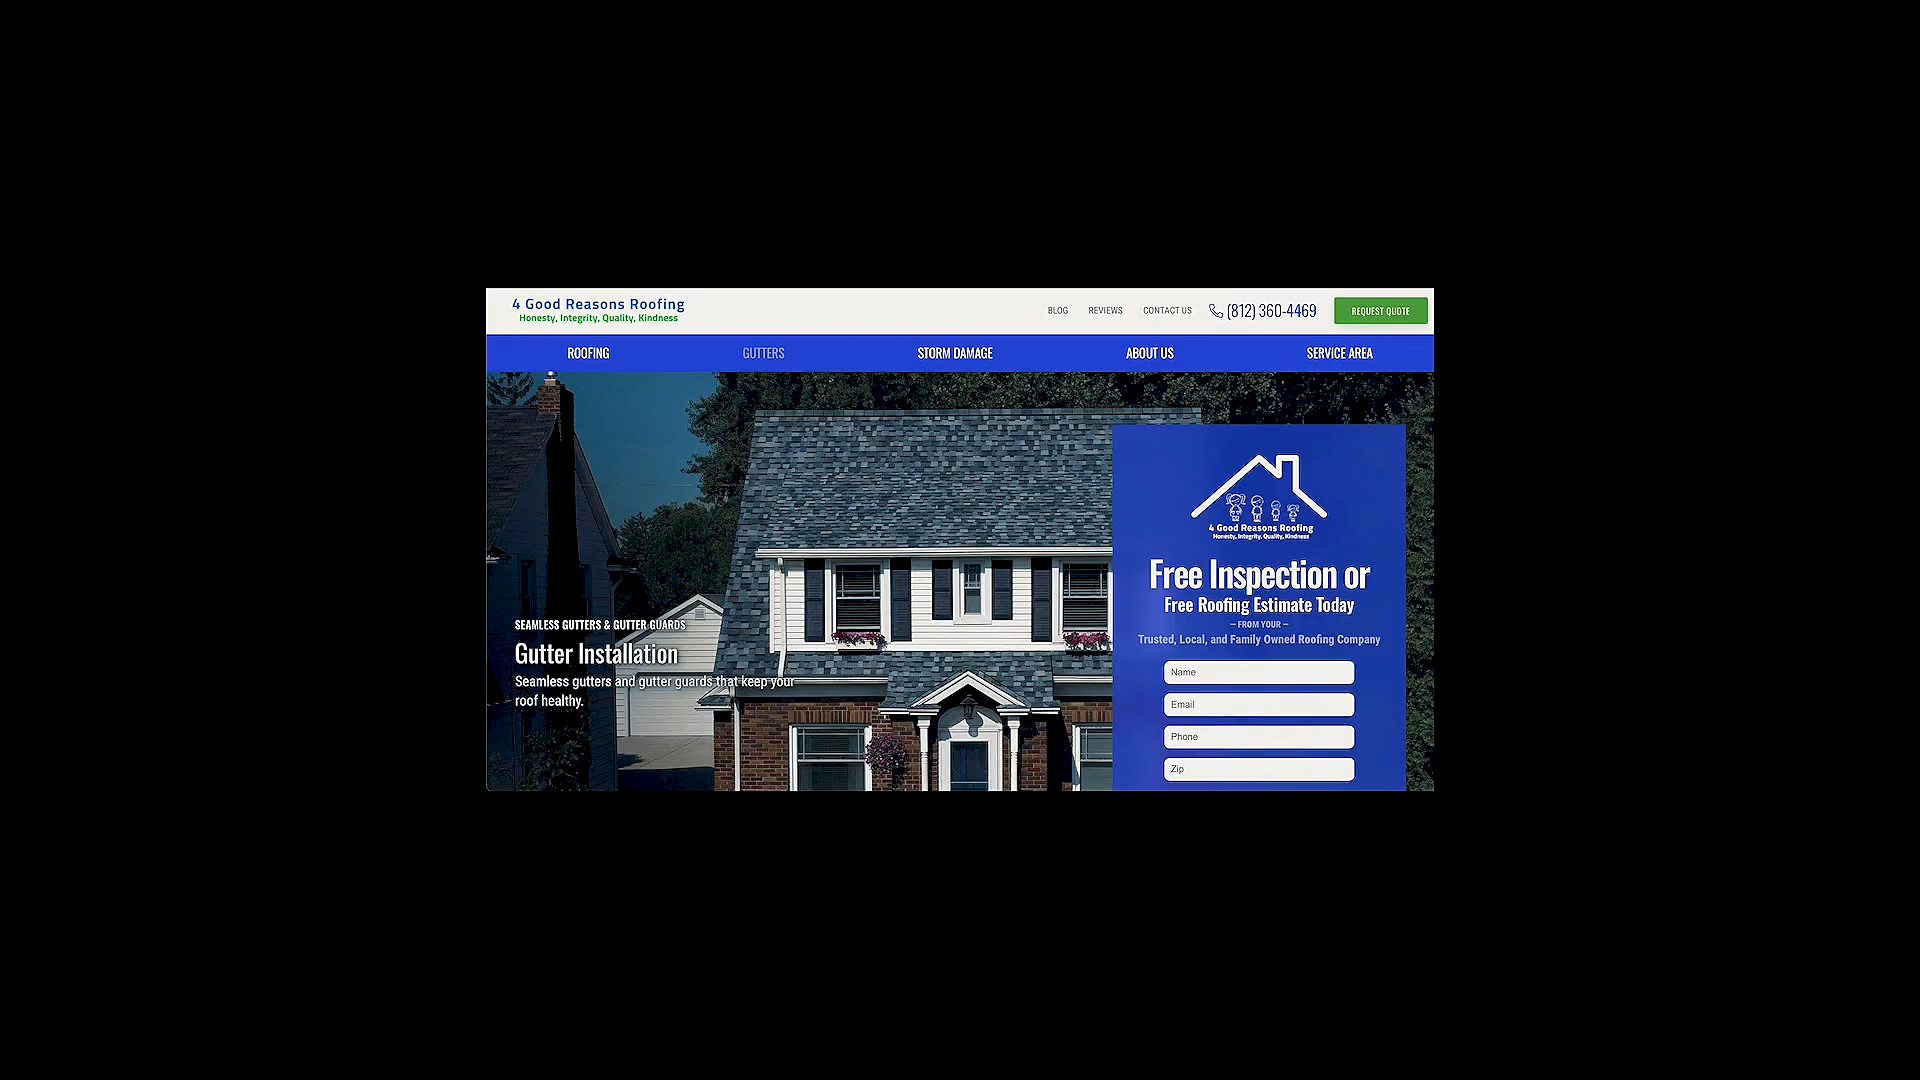 4 Good Reasons Roofing
Honesty, Integrity, Quality, Kindness
BLOG
REVIEWS
CONTACT US
(812) 360-4469
REQUEST QUOTE
ROOFING
GUTTERS
STORM DAMAGE
ABOUT US
SERVICE AREA
SEAMLESS GUTTERS & GUTTER GUARDS
Gutter Installation
Seamless gutters and gutter guards that keep your
roof healthy.
4 Good Reasons Roofing
Honesty, Integrity, Quality, Kindness
Free Inspection or
Free Roofing Estimate Today
– FROM YOUR –
Trusted, Local, and Family Owned Roofing Company
Name
Email
Phone
Zip